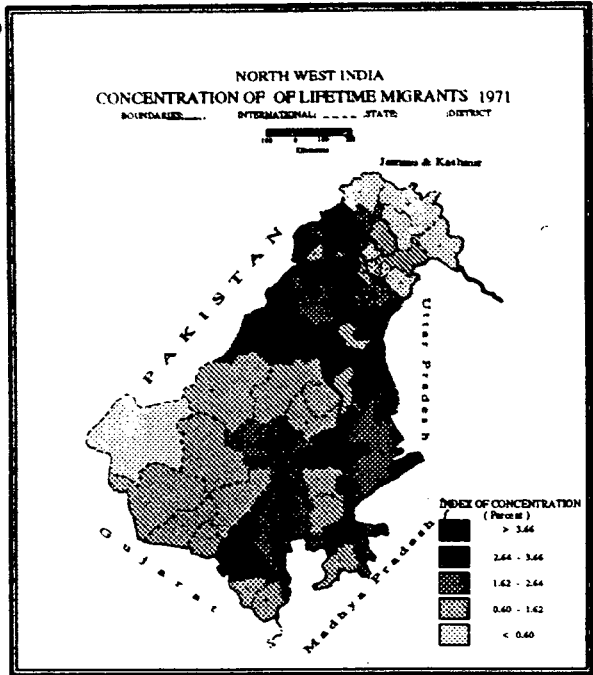 NORTH WEST INDIA
CONCENTRATION OF OF LIFETIME MIGRANTS 1971
BOUNDARIES: INTERNATIONAL: STATE: DISTRICT
Kilometres
Jammu & Kashmir
PAKISTAN
Uttar Pradesh
Gujarat
Madhya Pradesh
INDEX OF CONCENTRATION
(Percent)
> 3.66
2.64 - 3.66
1.62 - 2.64
0.60 - 1.62
< 0.60